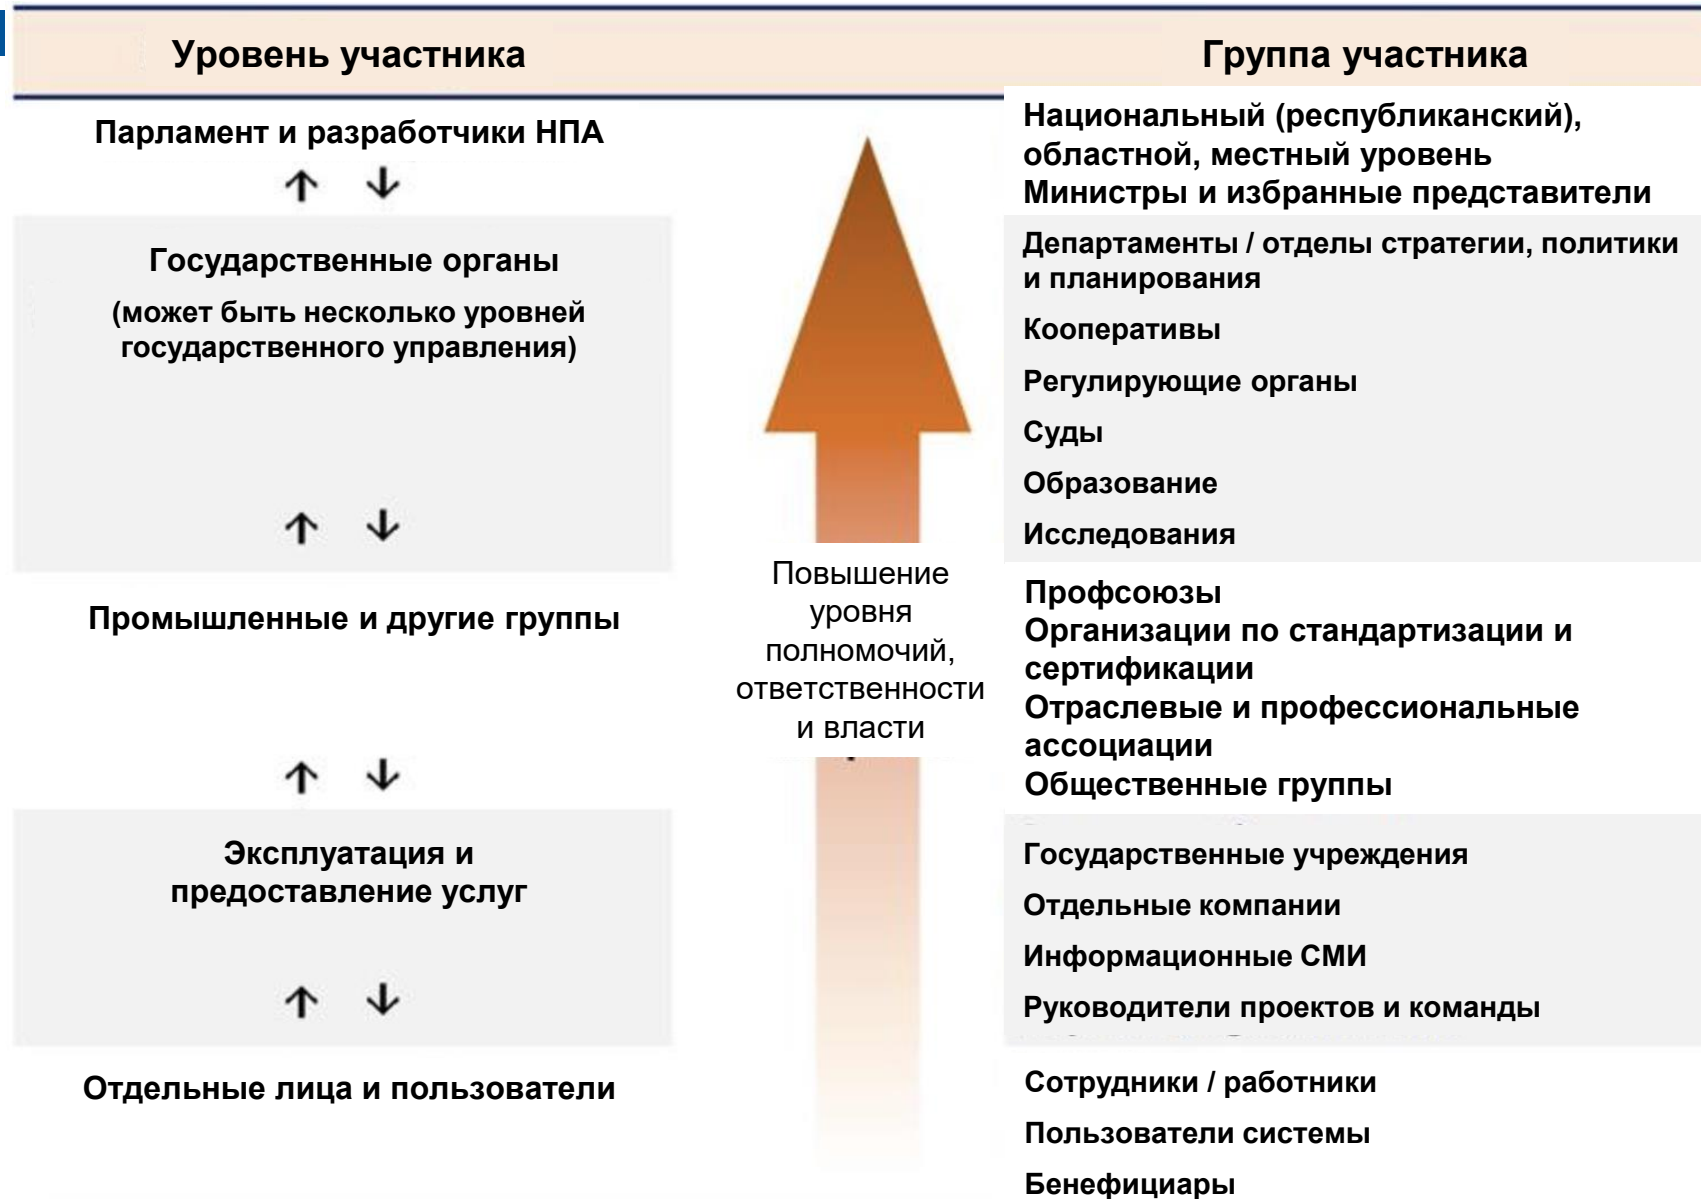 Уровень участника
Группа участника
Парламент и разработчики НПА
Национальный (республиканский),
областной, местный уровень
Министры и избранные представители
Государственные органы
(может быть несколько уровней
государственного управления)
Департаменты / отделы стратегии, политики
и планирования
Кооперативы
Регулирующие органы
Суды
Образование
Исследования
Повышение
уровня
полномочий,
ответственности
и власти
Промышленные и другие группы
Профсоюзы
Организации по стандартизации и
сертификации
Отраслевые и профессиональные
ассоциации
Общественные группы
Эксплуатация и
предоставление услуг
Государственные учреждения
Отдельные компании
Информационные СМИ
Руководители проектов и команды
Отдельные лица и пользователи
Сотрудники / работники
Пользователи системы
Бенефициары